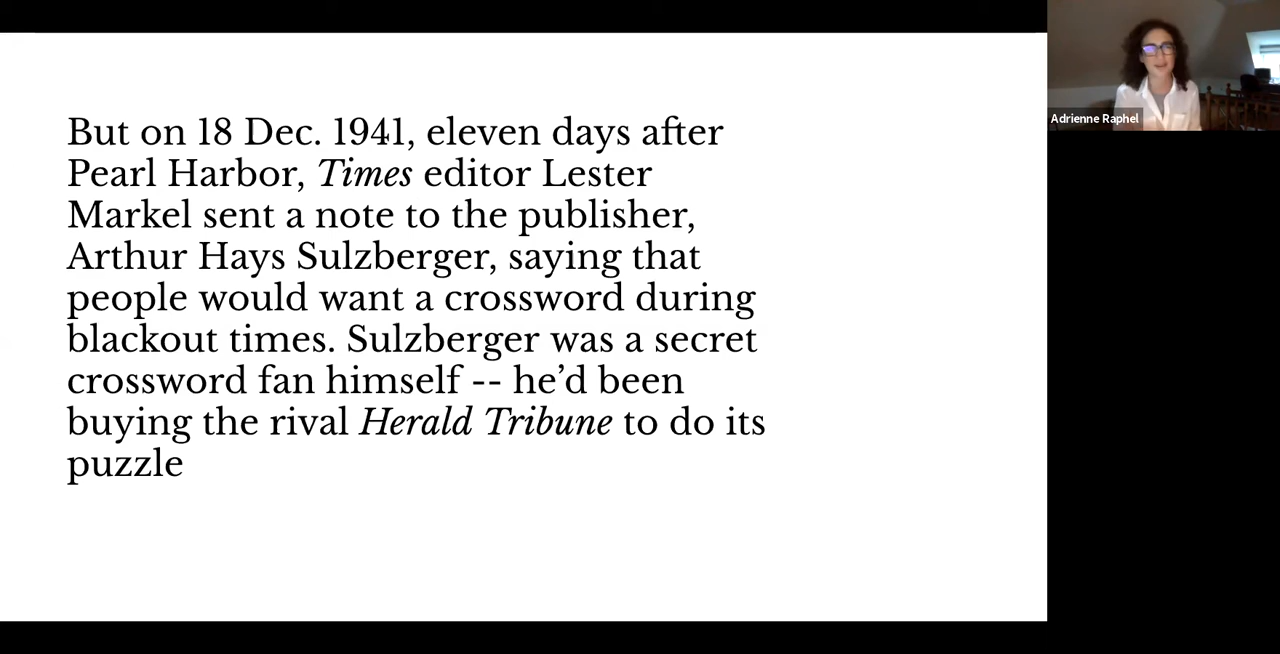 But on 18 Dec. 1941, eleven days after
Pearl Harbor, Times editor Lester
Markel sent a note to the publisher,
Arthur Hays Sulzberger, saying that
people would want a crossword during
blackout times. Sulzberger was a secret
crossword fan himself -- he’d been
buying the rival Herald Tribune to do its
puzzle
Adrienne Raphel